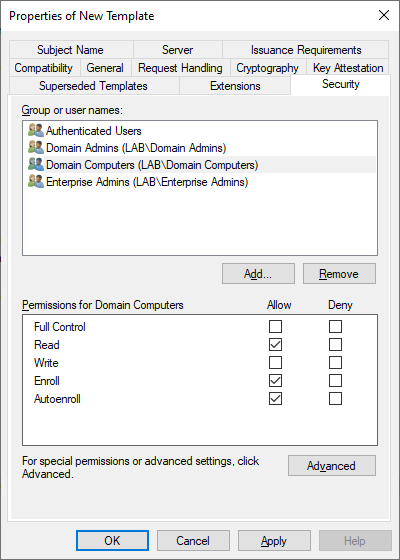 Properties of New Template
Subject Name Server Issuance Requirements
Compatibility General Request Handling Cryptography Key Attestation
Superseded Templates Extensions Security
Group or user names:
Authenticated Users
Domain Admins (LAB\Domain Admins)
Domain Computers (LAB\Domain Computers)
Enterprise Admins (LAB\Enterprise Admins)
Add... Remove
Permissions for Domain Computers Allow Deny
Full Control
Read
Write
Enroll
Autoenroll
For special permissions or advanced settings, click
Advanced.
Advanced
OK Cancel Apply Help